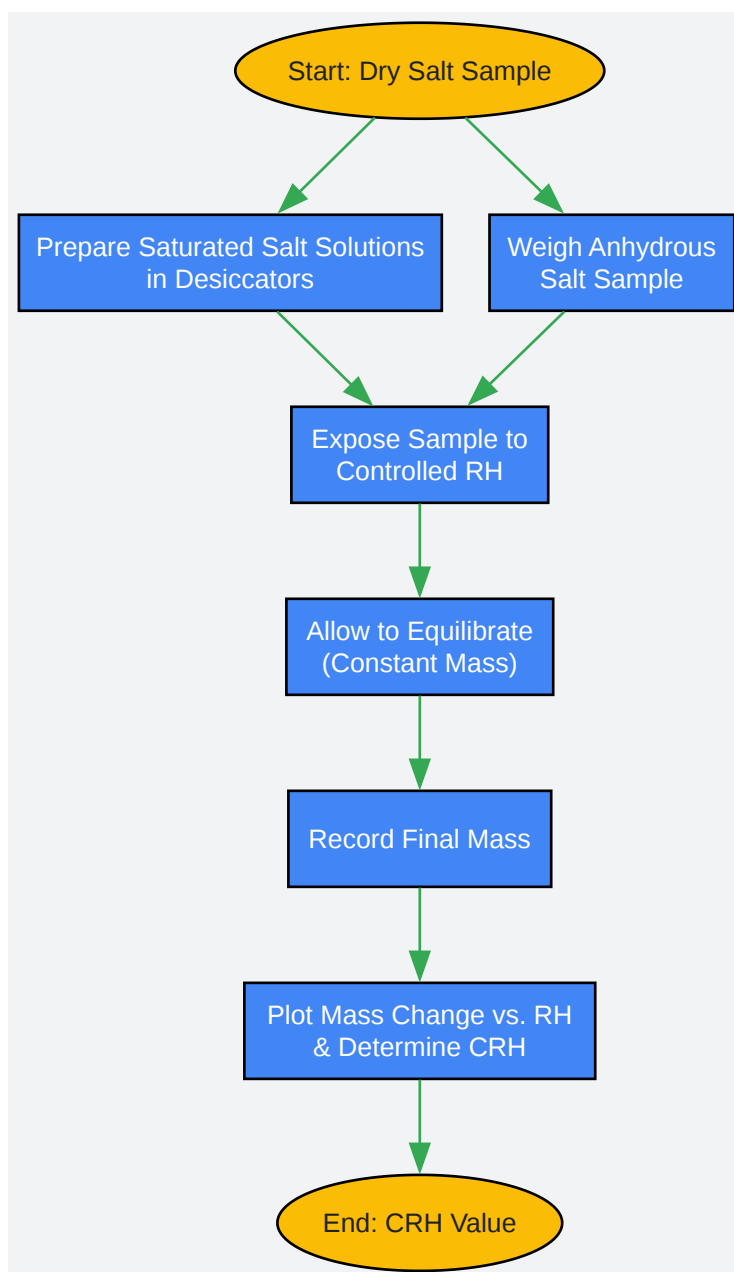 Start: Dry Salt Sample
Prepare Saturated Salt Solutions
in Desiccators
Weigh Anhydrous
Salt Sample
Expose Sample to
Controlled RH
Allow to Equilibrate
(Constant Mass)
Record Final Mass
Plot Mass Change vs. RH
& Determine CRH
End: CRH Value